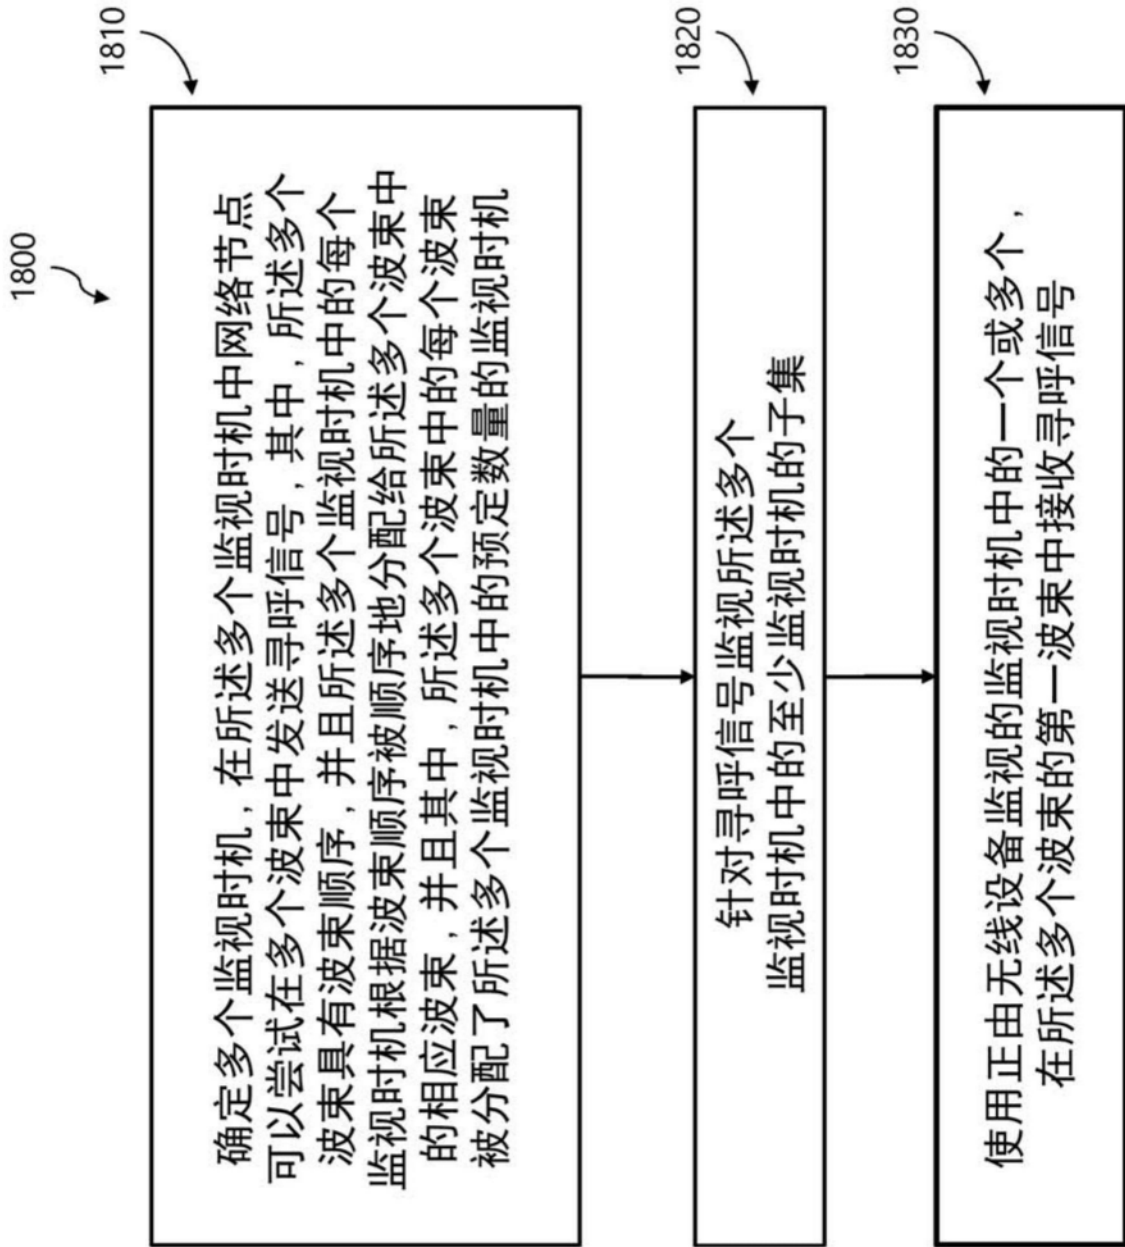 1800
1810
确定多个监视时机，在所述多个监视时机中网络节点
可以尝试在多个波束中发送寻呼信号，其中，所述多个
波束具有波束顺序，并且所述多个监视时机中的每个
监视时机根据波束顺序被顺序地分配给所述多个波束中
的相应波束，并且其中，所述多个波束中的每个波束
被分配了所述多个监视时机中的预定数量的监视时机
1820
针对寻呼信号监视所述多个
监视时机中的至少监视时机的子集
1830
使用正由无线设备监视的监视时机中的一个或多个，
在所述多个波束的第一波束中接收寻呼信号